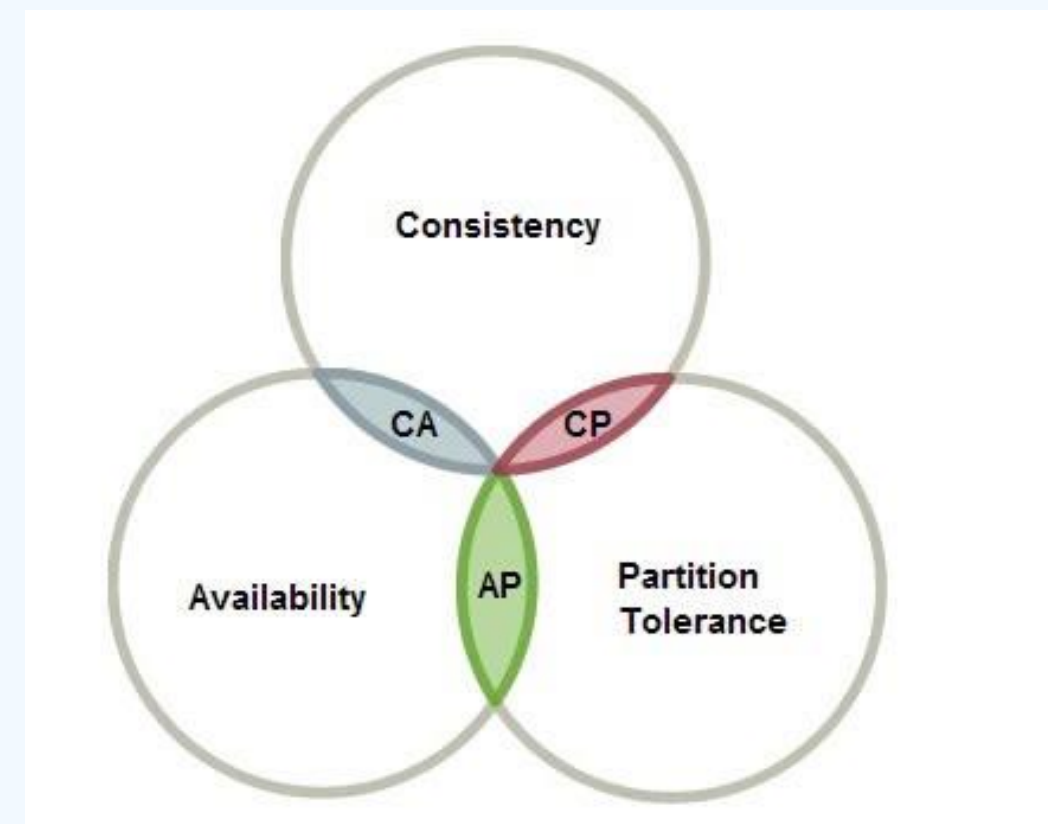 Consistency
CA
CP
AP
Availability
Partition
Tolerance